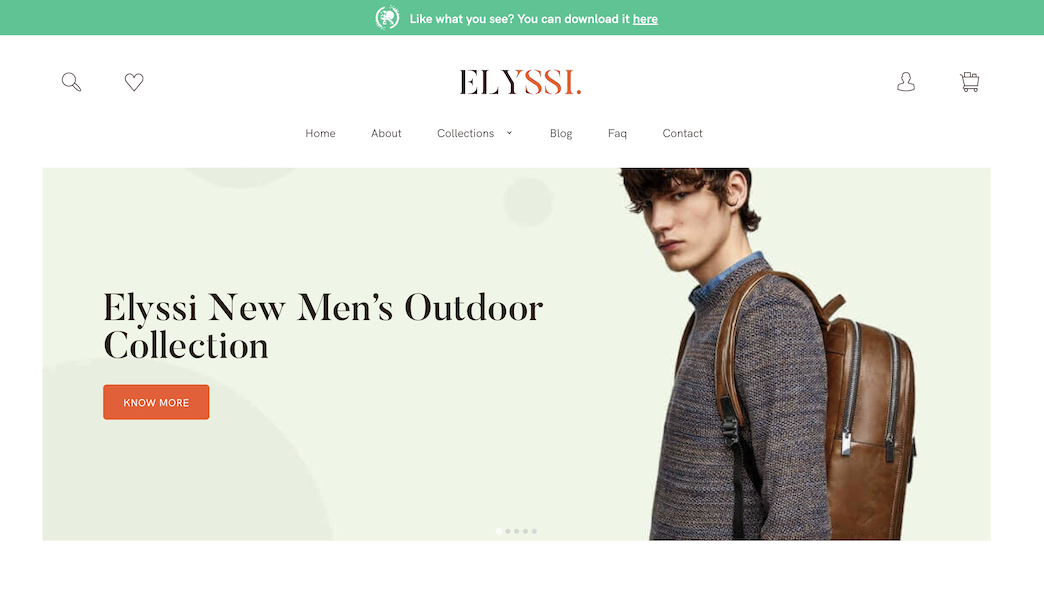 Like what you see? You can download it here
ELYSSI.
Home About Collections Blog Faq Contact
Elyssi New Men’s Outdoor
Collection
KNOW MORE